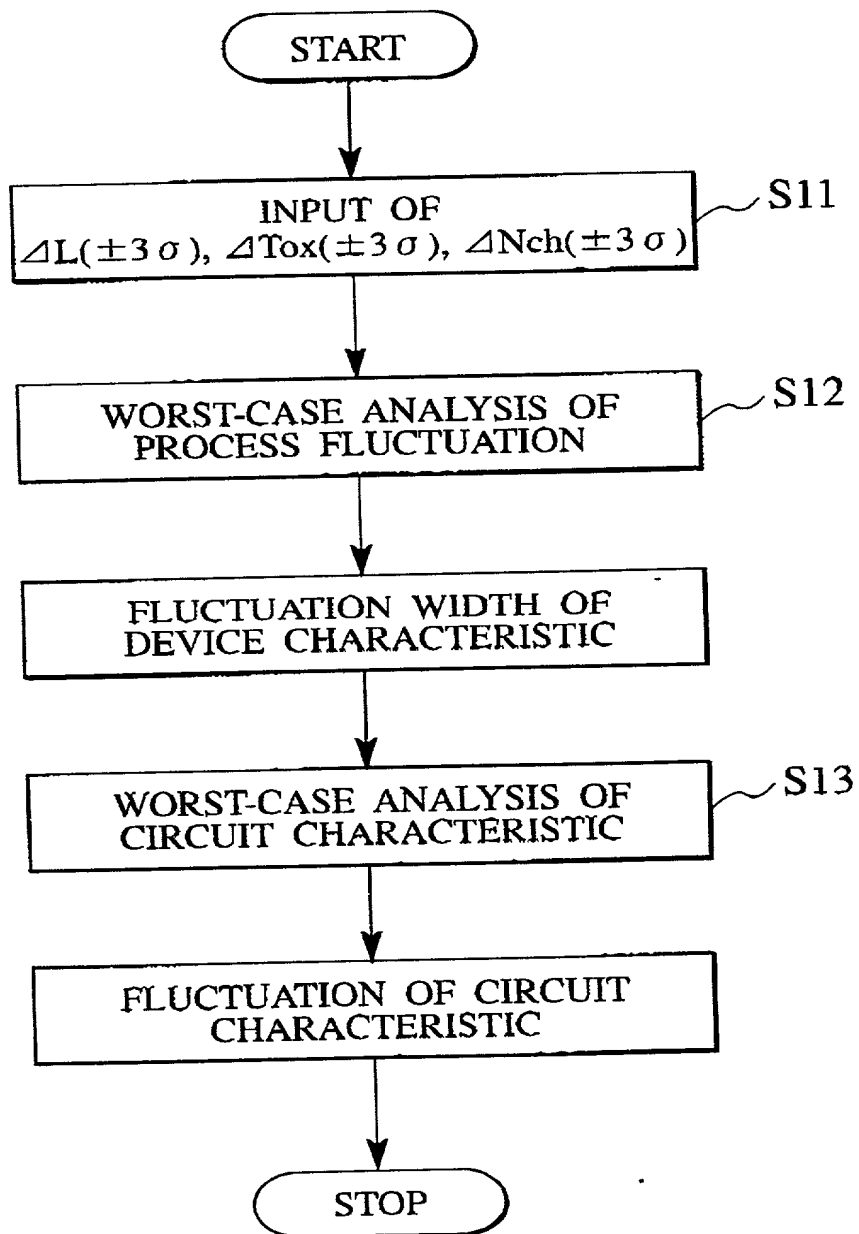 START
INPUT OF
⊿L(±3σ), ⊿Tox(±3σ), ⊿Nch(±3σ)
S11
WORST-CASE ANALYSIS OF
PROCESS FLUCTUATION
S12
FLUCTUATION WIDTH OF
DEVICE CHARACTERISTIC
WORST-CASE ANALYSIS OF
CIRCUIT CHARACTERISTIC
S13
FLUCTUATION OF CIRCUIT
CHARACTERISTIC
STOP